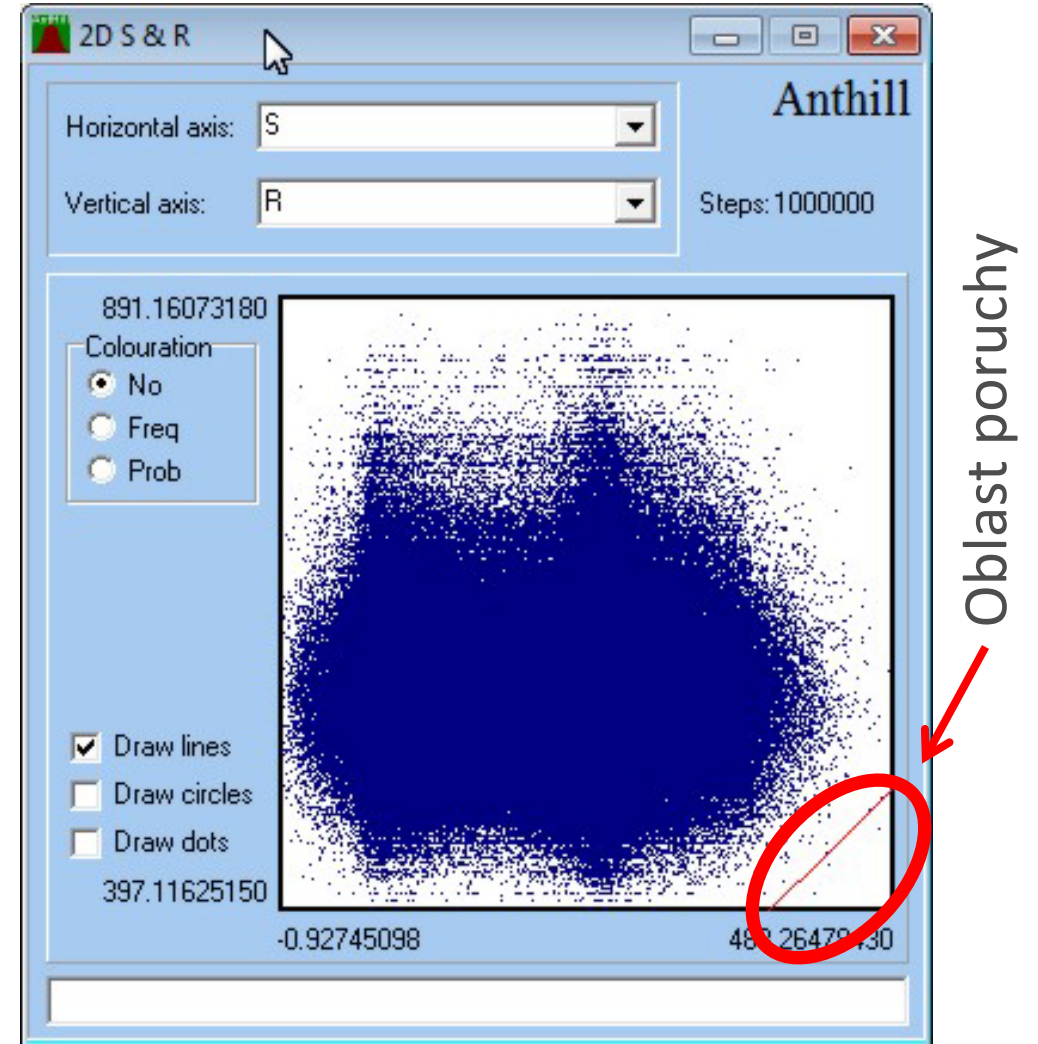 2D S & R
Anthill
Horizontal axis: S
Vertical axis: R
Steps: 1000000
891.16073180
Colouration
No
Freq
Prob
Draw lines
Draw circles
Draw dots
397.11625150
-0.92745098
Oblast poruchy